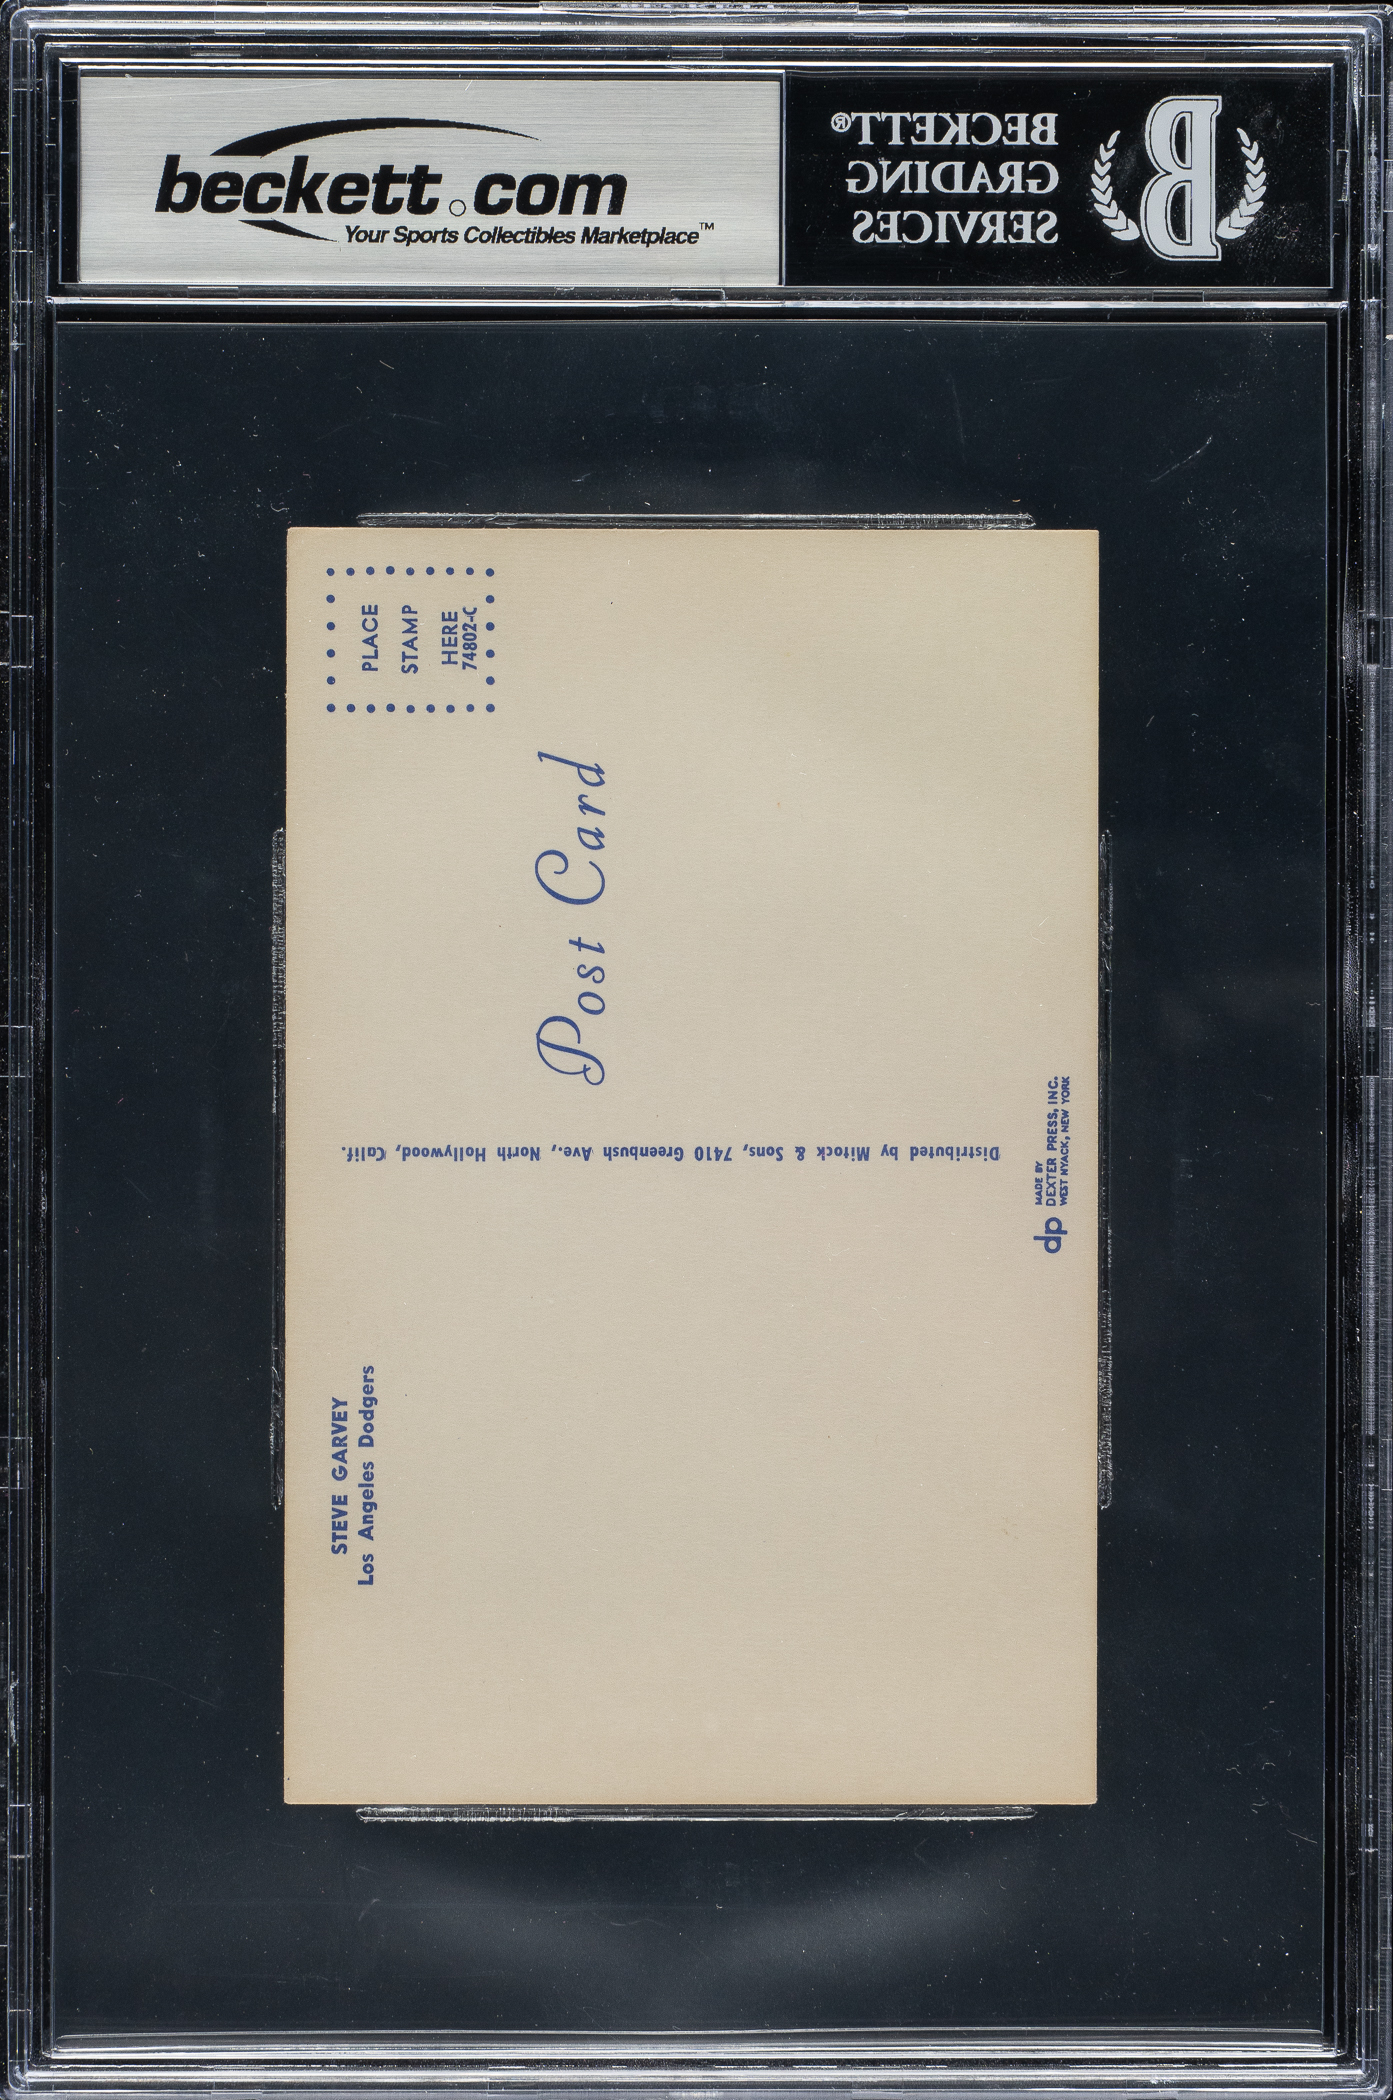 beckett.com
Your Sports Collectibles Marketplace™
BECKETT®
GRADING
SERVICES
B
PLACE
STAMP
HERE
74802-C
Post Card
Distributed by Mitock & Sons, 7410 Greenbush Ave., North Hollywood, Calif.
STEVE GARVEY
Los Angeles Dodgers
dp
MADE BY
DEXTER PRESS, INC.
WEST NYACK, NEW YORK